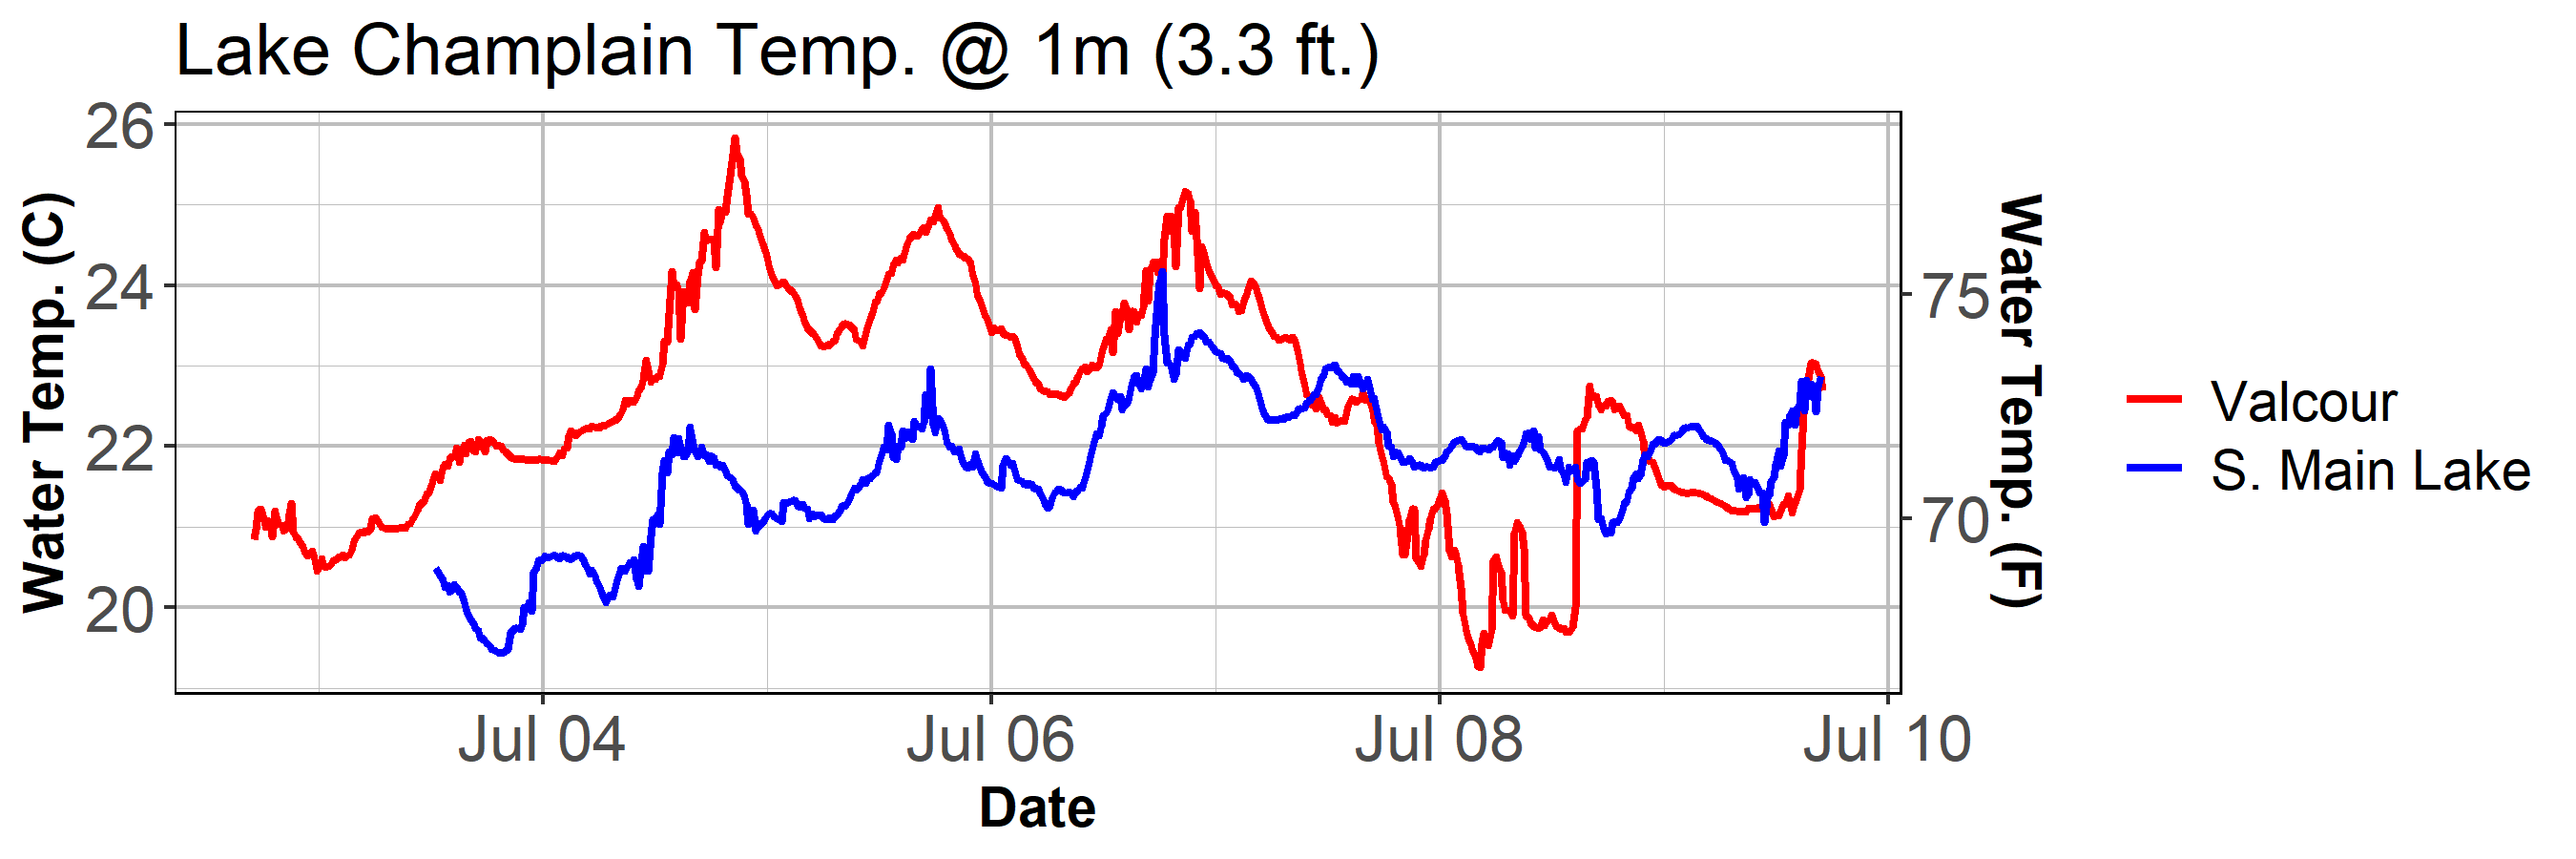 Lake Champlain Temp. @ 1m (3.3 ft.)
Water Temp. (C)
26
24
22
20
75
70
Water Temp. (F)
Jul 04
Jul 06
Jul 08
Jul 10
Date
Valcour
S. Main Lake